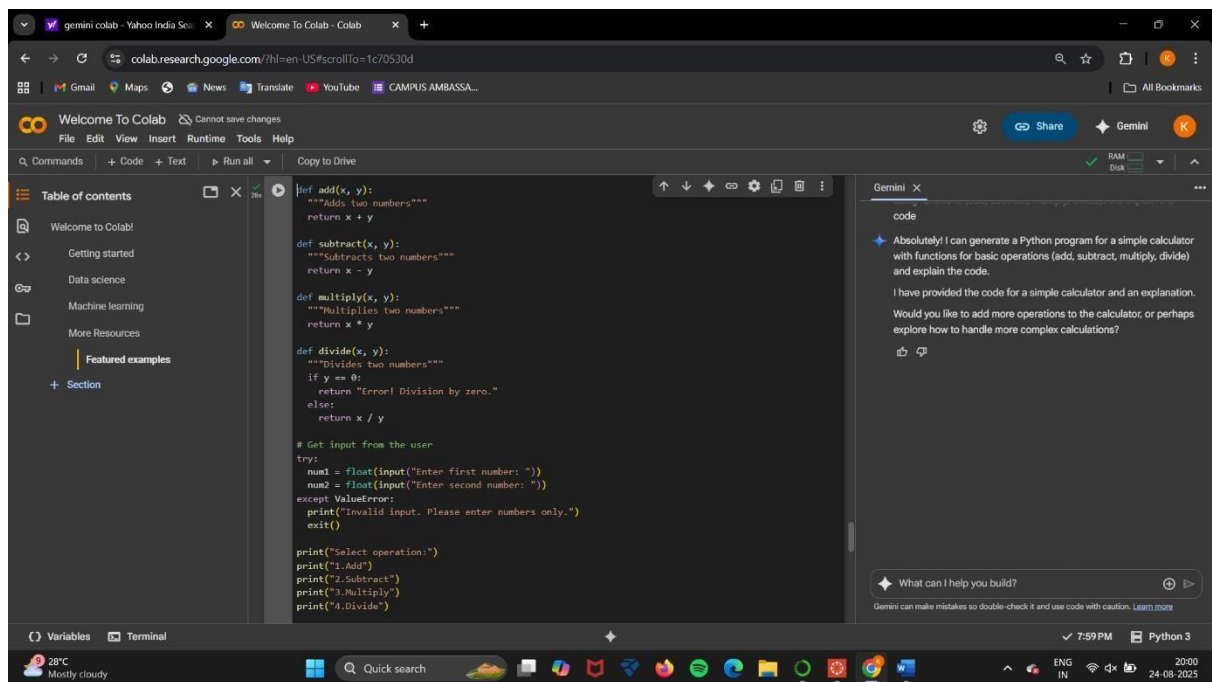 gemini colab - Yahoo India Sea
Welcome To Colab - Colab
colab.research.google.com/?hl=en-US#scrollTo=1c70530d
Gmail
Maps
News
Translate
YouTube
CAMPUS AMBASSA...
All Bookmarks
Welcome To Colab
Cannot save changes
File Edit View Insert Runtime Tools Help
Share
Gemini
K
Commands
+ Code + Text
Run all
Copy to Drive
RAM
Disk
Table of contents
Welcome to Colab!
Getting started
Data science
Machine learning
More Resources
Featured examples
+ Section
def add(x, y):
"""Adds two numbers"""
return x + y
def subtract(x, y):
"""Subtracts two numbers"""
return x - y
def multiply(x, y):
"""Multiplies two numbers"""
return x * y
def divide(x, y):
"""Divides two numbers"""
if y == 0:
return "Error! Division by zero."
else:
return x / y
# Get input from the user
try:
num1 = float(input("Enter first number: "))
num2 = float(input("Enter second number: "))
except ValueError:
print("Invalid input. Please enter numbers only.")
exit()
print("Select operation:")
print("1.Add")
print("2.Subtract")
print("3.Multiply")
print("4.Divide")
Gemini
code
Absolutely! I can generate a Python program for a simple calculator
with functions for basic operations (add, subtract, multiply, divide)
and explain the code.
I have provided the code for a simple calculator and an explanation.
Would you like to add more operations to the calculator, or perhaps
explore how to handle more complex calculations?
What can I help you build?
Gemini can make mistakes so double-check it and use code with caution. Learn more
Variables
Terminal
7:59 PM
Python 3
9
28°C
Mostly cloudy
Quick search
ENG
IN
20:00
24-08-2025